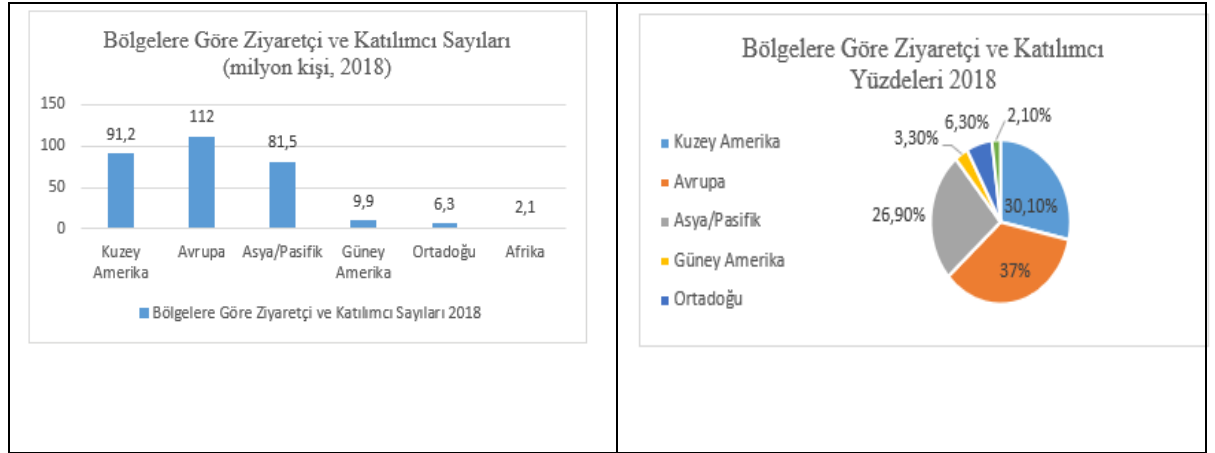 Bölgelere Göre Ziyaretçi ve Katılımcı Sayıları
(milyon kişi, 2018)
150
100
50
0
91,2
112
81,5
9,9
6,3
2,1
Kuzey
Amerika
Avrupa
Asya/Pasifik
Güney
Amerika
Ortadoğu
Afrika
Bölgelere Göre Ziyaretçi ve Katılımcı Sayıları 2018
Bölgelere Göre Ziyaretçi ve Katılımcı
Yüzdeleri 2018
Kuzey Amerika
Avrupa
Asya/Pasifik
Güney Amerika
Ortadoğu
3,30%
6,30%
2,10%
26,90%
30,10%
37%